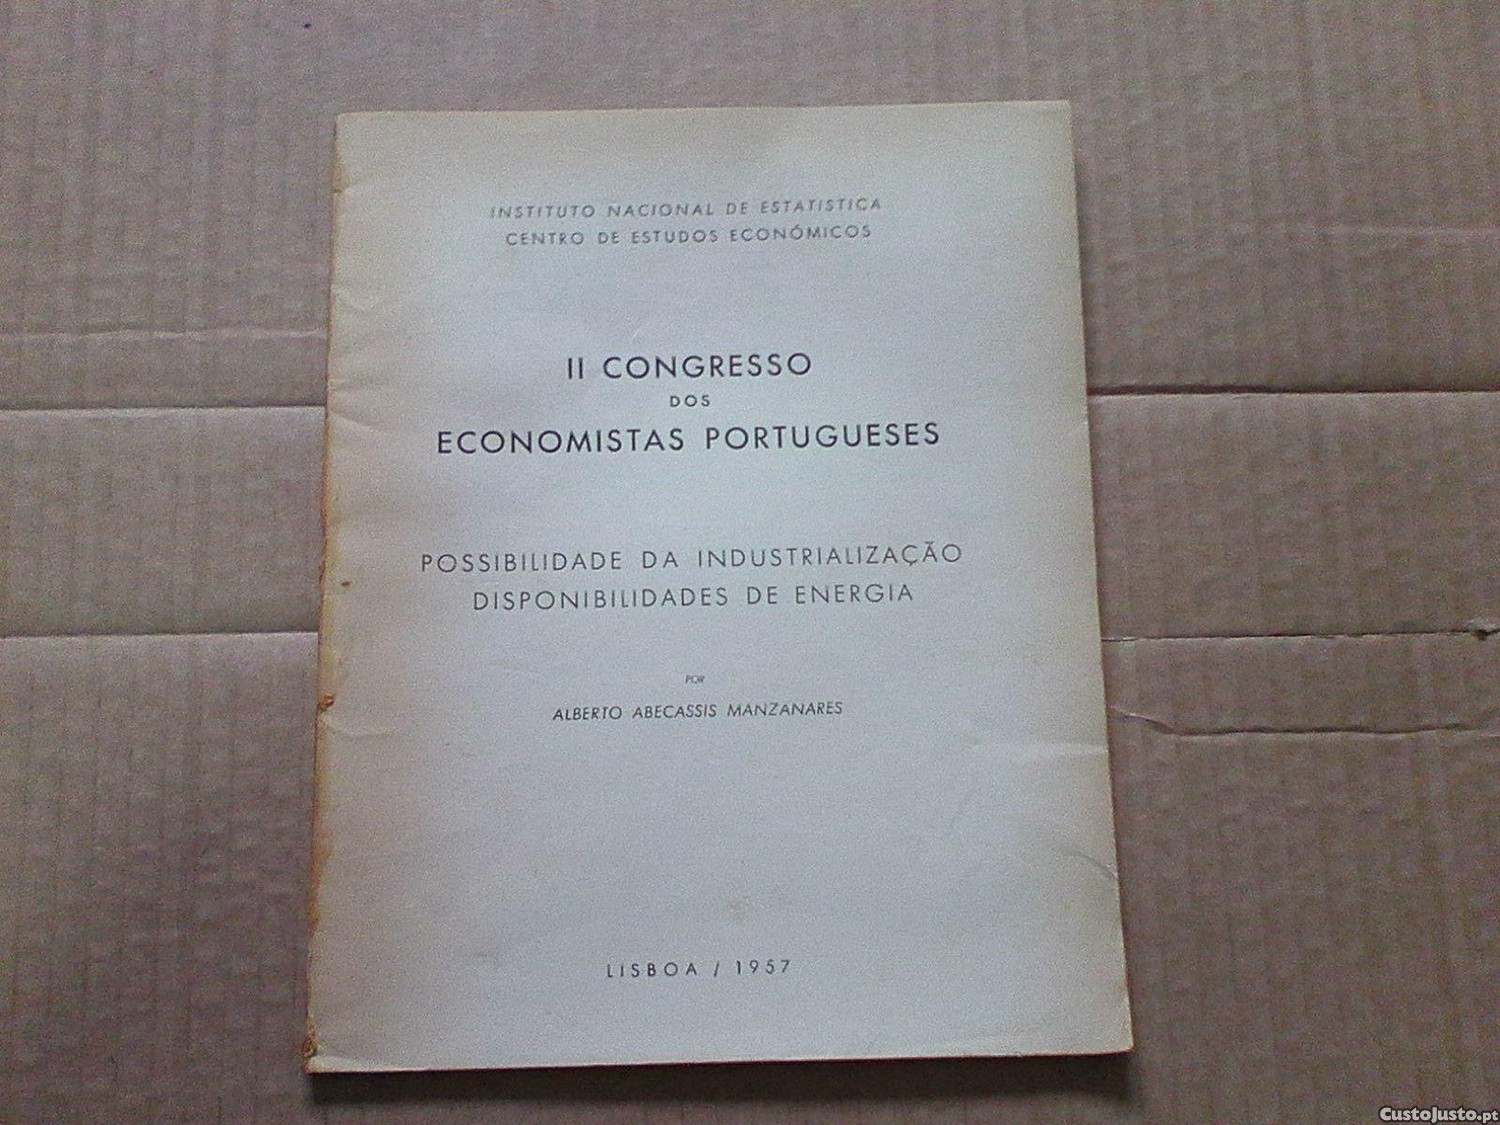 INSTITUTO NACIONAL DE ESTATISTICA
CENTRO DE ESTUDOS ECONÓMICOS
II CONGRESSO
DOS
ECONOMISTAS PORTUGUESES
POSSIBILIDADE DA INDUSTRIALIZAÇÃO
DISPONIBILIDADES DE ENERGIA
POR
ALBERTO ABECASSIS MANZANARES
LISBOA / 1957
CustoJusto.pt